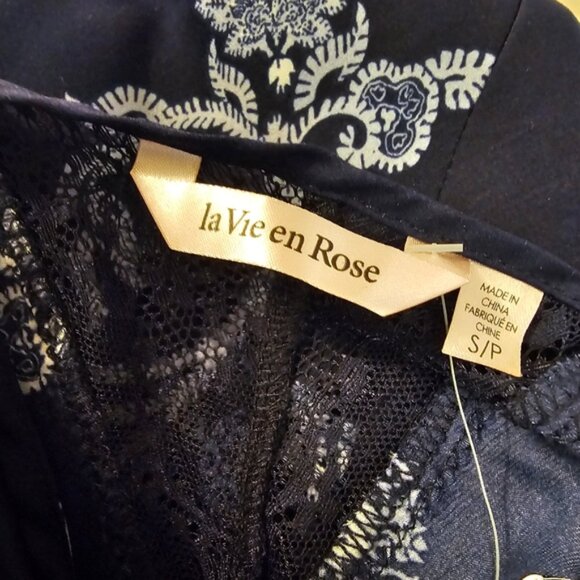 la Vie en Rose
MADE IN
CHINA
FABRIQUÉ EN
CHINE
S/P